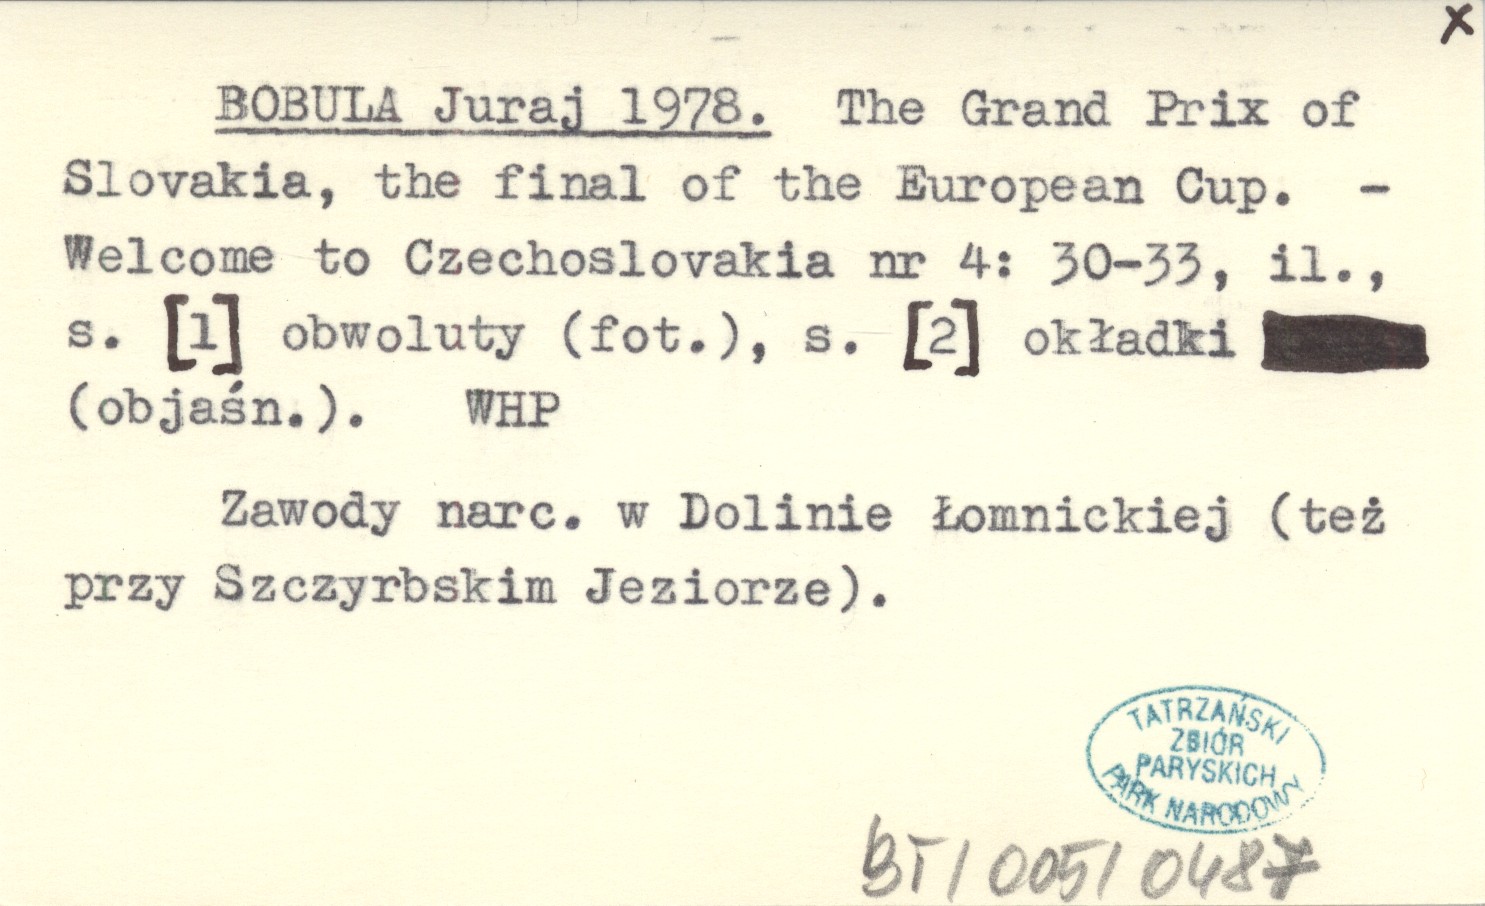 x
BOBULA Juraj 1978. The Grand Prix of
Slovakia, the final of the European Cup. -
Welcome to Czechoslovakia nr 4: 30-33, il.,
s. [1] obwoluty (fot.), s. [2] okładki
(objaśn.). WHP
Zawody narc. w Dolinie Łomnickiej (też
przy Szczyrbskim Jeziorze).
TATRZAŃSKI
ZBIÓR
PARYSKICH
PARK NARODOWY
BT/005/0487